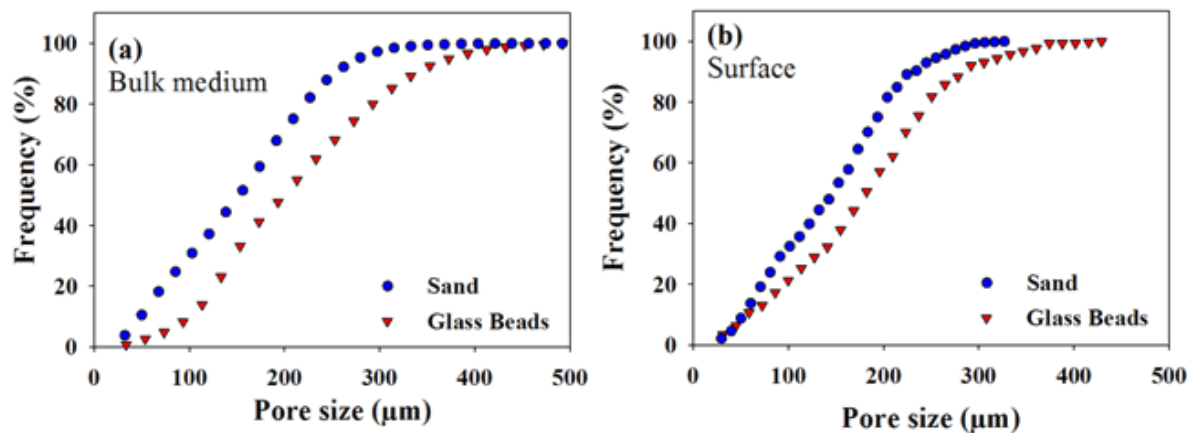 (a)
Bulk medium
Frequency (%)
100
80
60
40
20
0
Sand
Glass Beads
0 100 200 300 400 500
Pore size (µm)
(b)
Surface
Frequency (%)
100
80
60
40
20
0
Sand
Glass Beads
0 100 200 300 400 500
Pore size (µm)